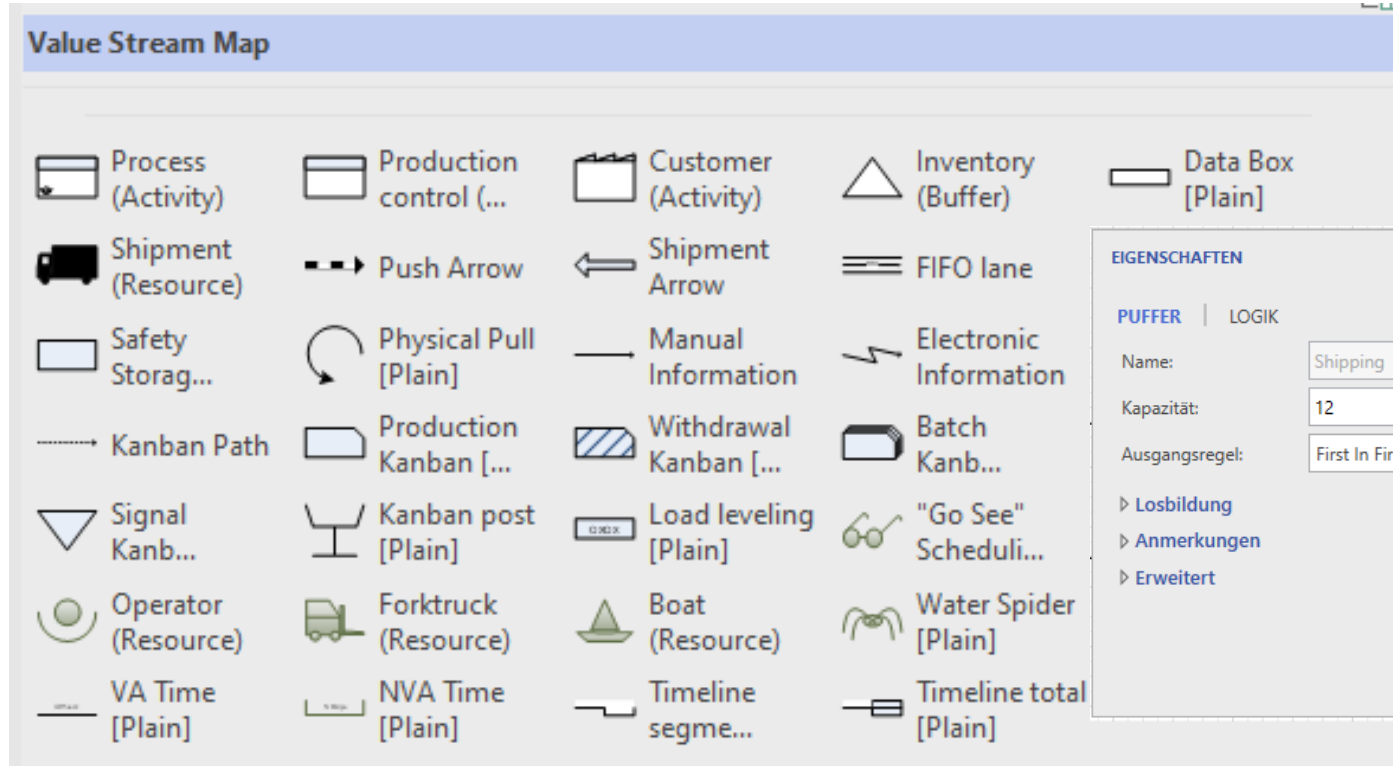 Value Stream Map
Process
(Activity)
Production
control (...
Customer
(Activity)
Inventory
(Buffer)
Data Box
[Plain]
Shipment
(Resource)
Push Arrow
Shipment
Arrow
FIFO lane
Safety
Storag...
Physical Pull
[Plain]
Manual
Information
Electronic
Information
Kanban Path
Production
Kanban [...
Withdrawal
Kanban [...
Batch
Kanb...
Signal
Kanb...
Kanban post
[Plain]
OXOX
Load leveling
[Plain]
"Go See"
Scheduli...
Operator
(Resource)
Forktruck
(Resource)
Boat
(Resource)
Water Spider
[Plain]
VA Time
[Plain]
NVA Time
[Plain]
Timeline
segme...
Timeline total
[Plain]
EIGENSCHAFTEN
PUFFER | LOGIK
Name: Shipping
Kapazität: 12
Ausgangsregel: First In Fir
Losbildung
Anmerkungen
Erweitert